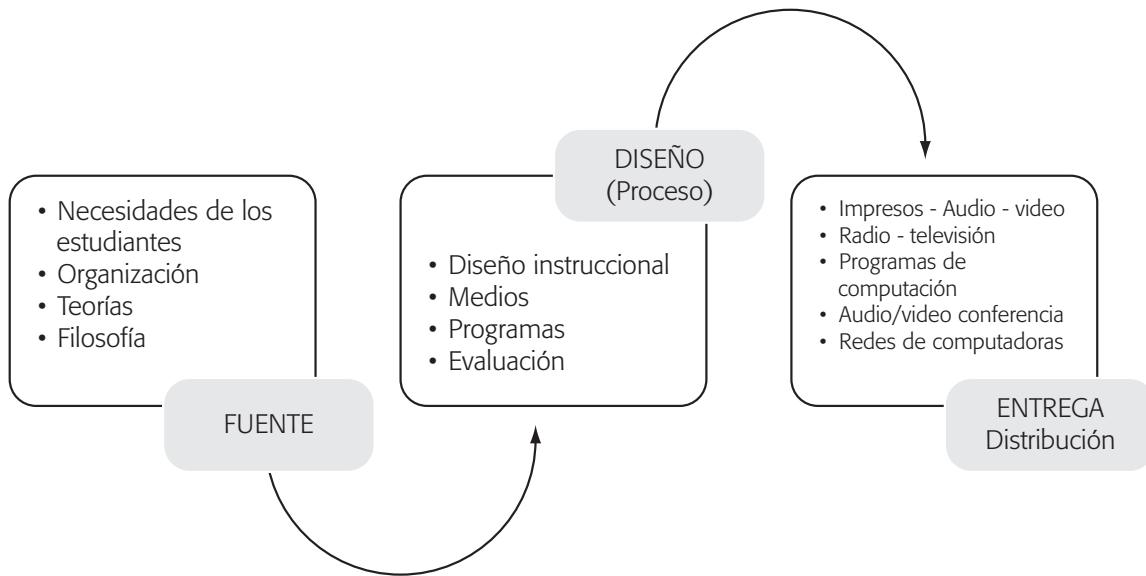 • Necesidades de los
estudiantes
• Organización
• Teorías
• Filosofía
FUENTE
DISEÑO
(Proceso)
• Diseño instruccional
• Medios
• Programas
• Evaluación
• Impresos - Audio - video
• Radio - televisión
• Programas de
computación
• Audio/video conferencia
• Redes de computadoras
ENTREGA
Distribución